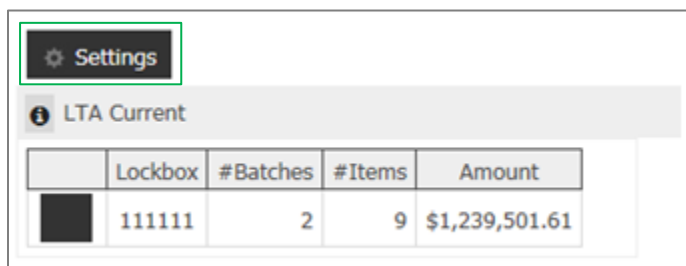 Settings
LTA Current
Lockbox #Batches #Items Amount
111111 2 9 $1,239,501.61